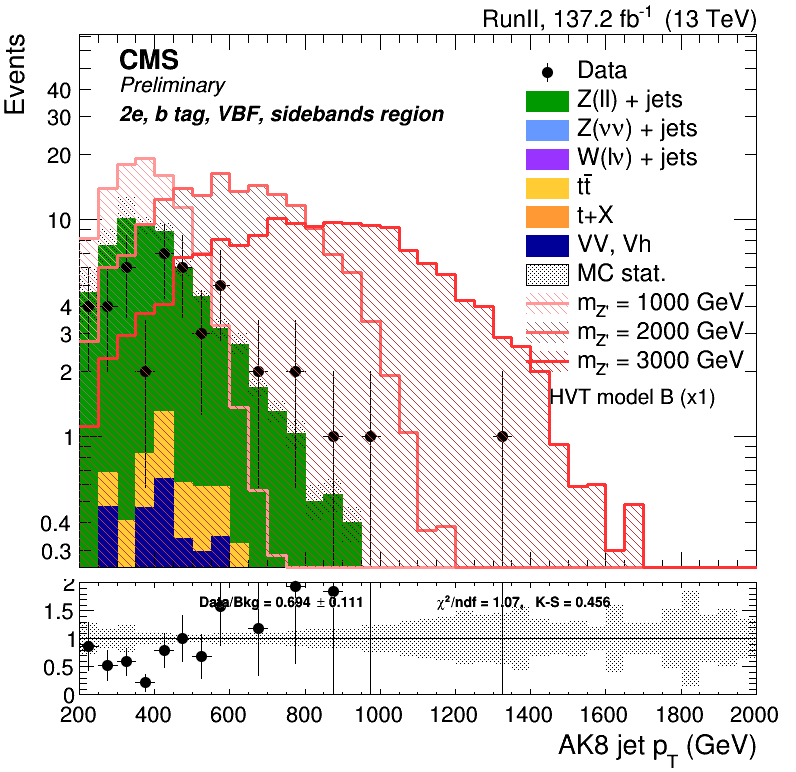 RunII, 137.2 fb⁻¹ (13 TeV)
CMS
Preliminary
2e, b tag, VBF, sidebands region
Events
40
30
20
10
4
3
2
1
0.4
0.3
Data
Z(ll) + jets
Z(νν) + jets
W(lν) + jets
tt̄
t+X
VV, Vh
MC stat.
m_Z' = 1000 GeV
m_Z' = 2000 GeV
m_Z' = 3000 GeV
HVT model B (x1)
2
1.5
1
0.5
0
Data/Bkg = 0.694 ± 0.111
χ²/ndf = 1.07, K-S = 0.456
200 400 600 800 1000 1200 1400 1600 1800 2000
AK8 jet p_T (GeV)